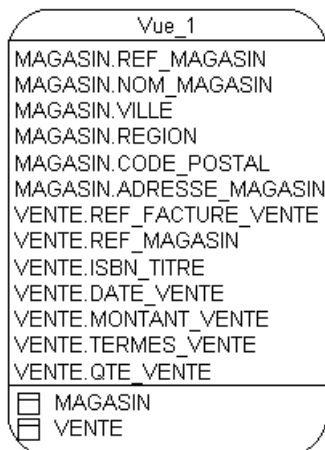 Vue_1
MAGASIN.REF_MAGASIN
MAGASIN.NOM_MAGASIN
MAGASIN.VILLE
MAGASIN.REGION
MAGASIN.CODE_POSTAL
MAGASIN.ADRESSE_MAGASIN
VENTE.REF_FACTURE_VENTE
VENTE.REF_MAGASIN
VENTE.ISBN_TITRE
VENTE.DATE_VENTE
VENTE.MONTANT_VENTE
VENTE.TERMES_VENTE
VENTE.QTE_VENTE
MAGASIN
VENTE